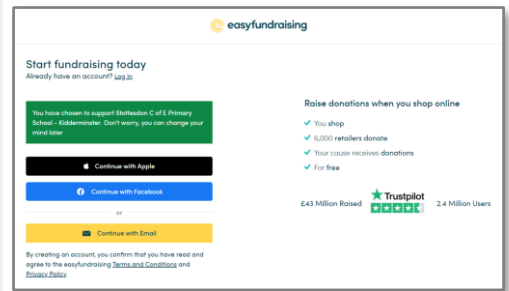 easyfundraising
Start fundraising today
Already have an account? Log In
You have chosen to support Stottesdon C of E Primary
School - Kidderminster. Don't worry, you can change your
mind later
Continue with Apple
Continue with Facebook
or
Continue with Email
By creating an account, you confirm that you have read and
agree to the easyfundraising Terms and Conditions and
Privacy Policy
Raise donations when you shop online
You shop
6,000 retailers donate
Your cause receives donations
For free
£43 Million Raised
Trustpilot
2.4 Million Users